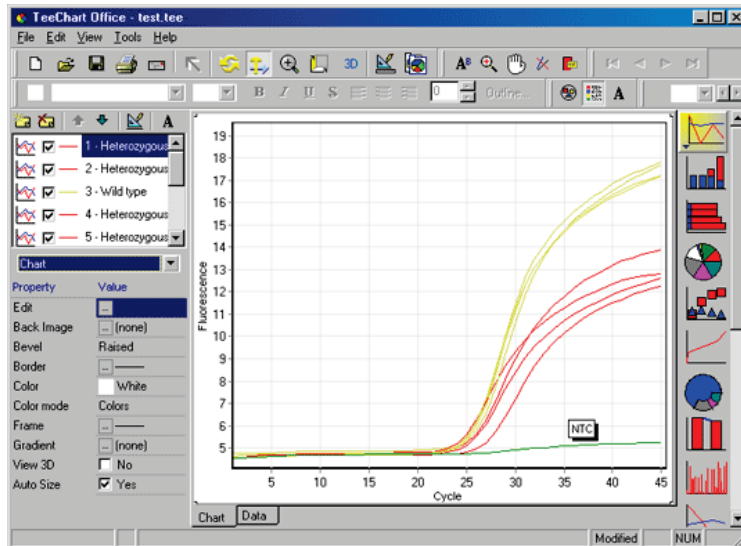 TeeChart Office - test.tee
File Edit View Tools Help
3D
B I U S 0 Outline...
A
A
1 - Heterozygous
2 - Heterozygous
3 - Wild type
4 - Heterozygous
5 - Heterozygous
Chart
Property Value
Edit ...
Back Image ... (none)
Bevel Raised
Border ...
Color White
Color mode Colors
Frame ...
Gradient ... (none)
View 3D No
Auto Size Yes
19
18
17
16
15
14
13
12
11
10
9
8
7
6
5
Fluorescence
NTC
5 10 15 20 25 30 35 40 45
Cycle
Chart Data
Modified NUM